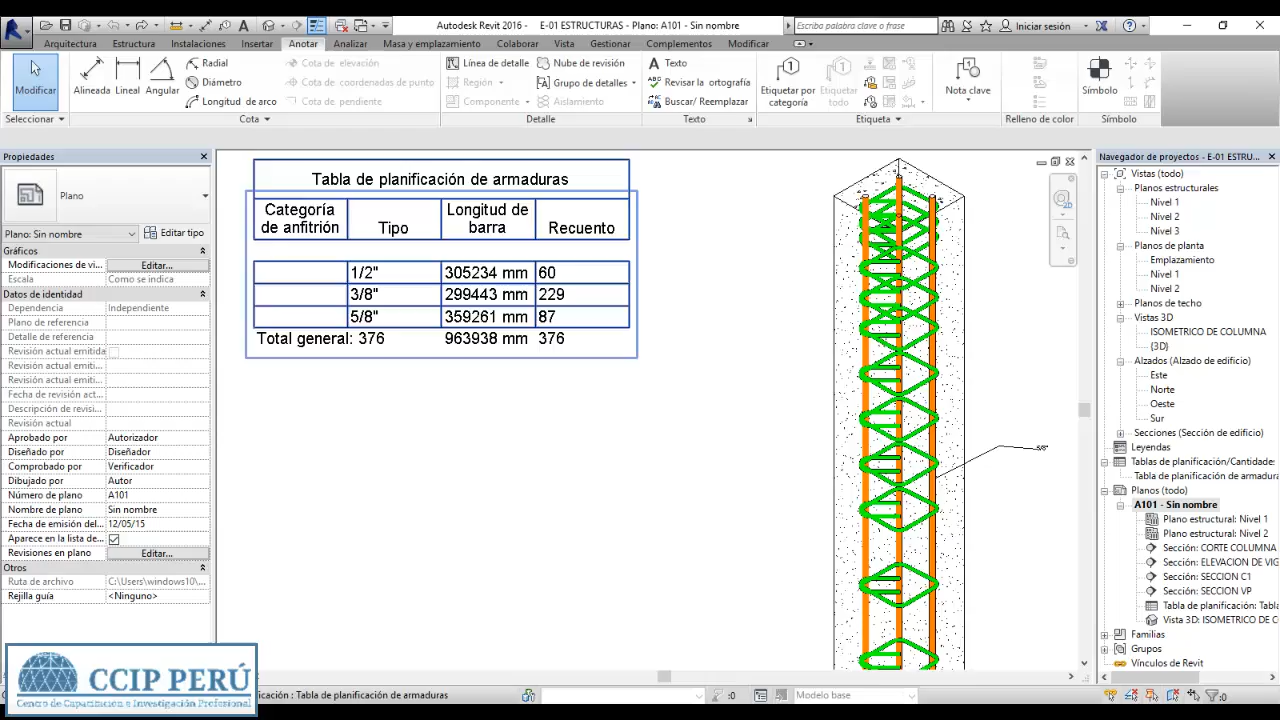 Autodesk Revit 2016 - E-01 ESTRUCTURAS - Plano: A101 - Sin nombre
Escriba palabra clave o frase
Iniciar sesión
Arquitectura Estructura Instalaciones Insertar Anotar Analizar Masa y emplazamiento Colaborar Vista Gestionar Complementos Modificar
Modificar
Seleccionar
Alineada Lineal Angular
Radial
Diámetro
Longitud de arco
Cota de elevación
Cota de coordenadas de punto
Cota de pendiente
Cota
Línea de detalle
Región
Componente
Nube de revisión
Grupo de detalles
Aislamiento
Detalle
Texto
Revisar la ortografía
Buscar/ Reemplazar
Texto
Etiquetar por
categoría
Etiquetar
todo
Etiqueta
Nota clave
Relleno de color
Símbolo
Símbolo
Propiedades
Plano
Plano: Sin nombre
Editar tipo
Gráficos
Modificaciones de vi... Editar...
Escala Como se indica
Datos de identidad
Dependencia Independiente
Plano de referencia
Detalle de referencia
Revisión actual emitida
Revisión actual emiti...
Revisión actual emiti...
Fecha de revisión act...
Descripción de revisi...
Revisión actual
Aprobado por Autorizador
Diseñado por Diseñador
Comprobado por Verificador
Dibujado por Autor
Número de plano A101
Nombre de plano Sin nombre
Fecha de emisión del... 12/05/15
Aparece en la lista de...
Revisiones en plano Editar...
Otros
Ruta de archivo C:\Users\windows10\...
Rejilla guía <Ninguno>
Tabla de planificación de armaduras
Categoría
de anfitrión
Tipo
Longitud de
barra
Recuento
1/2" 305234 mm 60
3/8" 299443 mm 229
5/8" 359261 mm 87
Total general: 376 963938 mm 376
5/8"
Navegador de proyectos - E-01 ESTRU...
Vistas (todo)
Planos estructurales
Nivel 1
Nivel 2
Nivel 3
Planos de planta
Emplazamiento
Nivel 1
Nivel 2
Planos de techo
Vistas 3D
ISOMETRICO DE COLUMNA
{3D}
Alzados (Alzado de edificio)
Este
Norte
Oeste
Sur
Secciones (Sección de edificio)
Leyendas
Tablas de planificación/Cantidade:
Tabla de planificación de armadura
Planos (todo)
A101 - Sin nombre
Plano estructural: Nivel 1
Plano estructural: Nivel 2
Sección: CORTE COLUMNA
Sección: ELEVACION DE VIG
Sección: SECCION C1
Sección: SECCION VP
Tabla de planificación: Tabla
Vista 3D: ISOMETRICO DE C
Familias
Grupos
Vínculos de Revit
CCIP PERÚ
Centro de Capacitación e Investigación Profesional
ificación : Tabla de planificación de armaduras
:0
Modelo base
:0